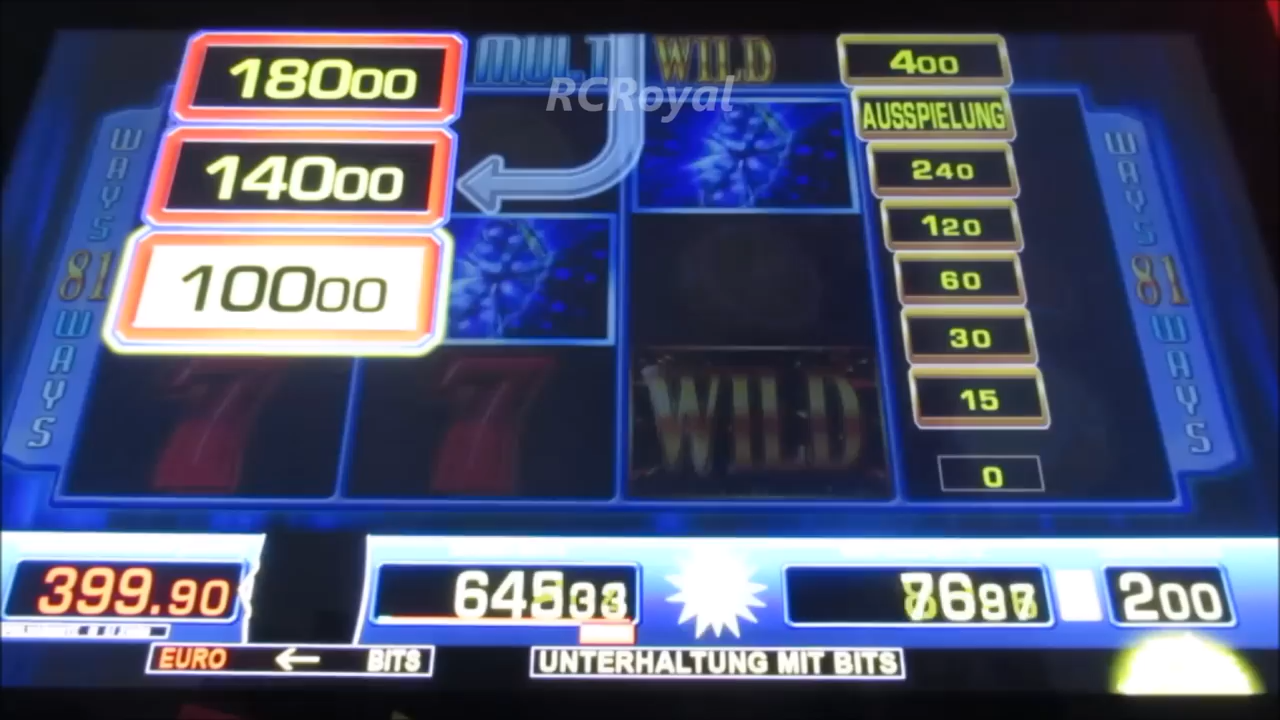 18000
MULTI WILD
400
RCRoyal
AUSSPIELUNG
14000
240
120
10000
60
30
15
0
WAYS 81 WAYS
WAYS 81 WAYS
WILD
399.90
200
EURO ← BITS
UNTERHALTUNG MIT BITS